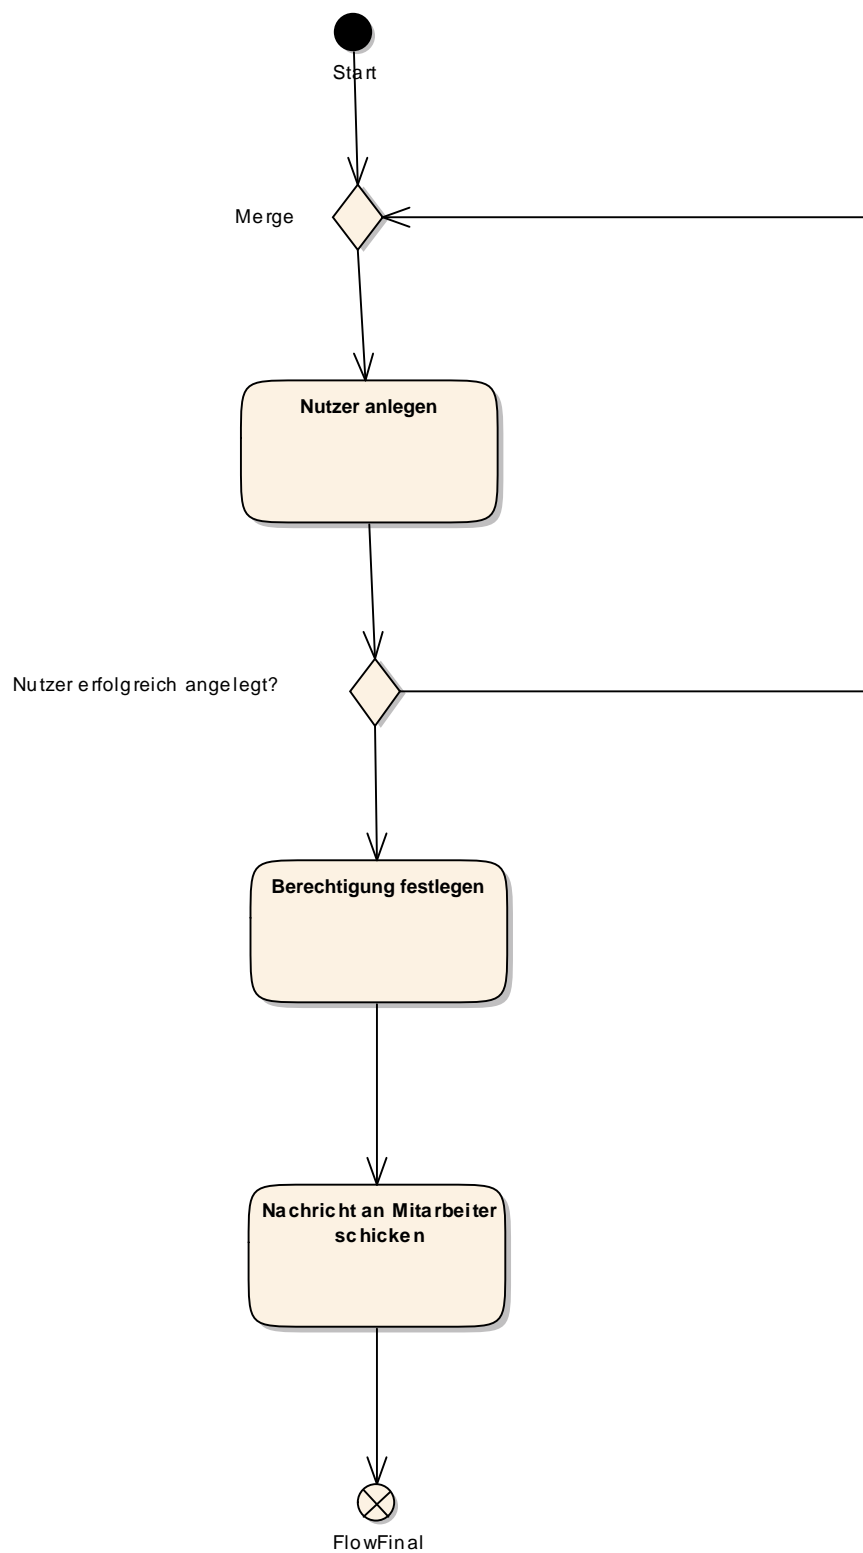 Start
Merge
Nutzer anlegen
Nutzer erfolgreich angelegt?
Berechtigung festlegen
Nachricht an Mitarbeiter
schicken
FlowFinal